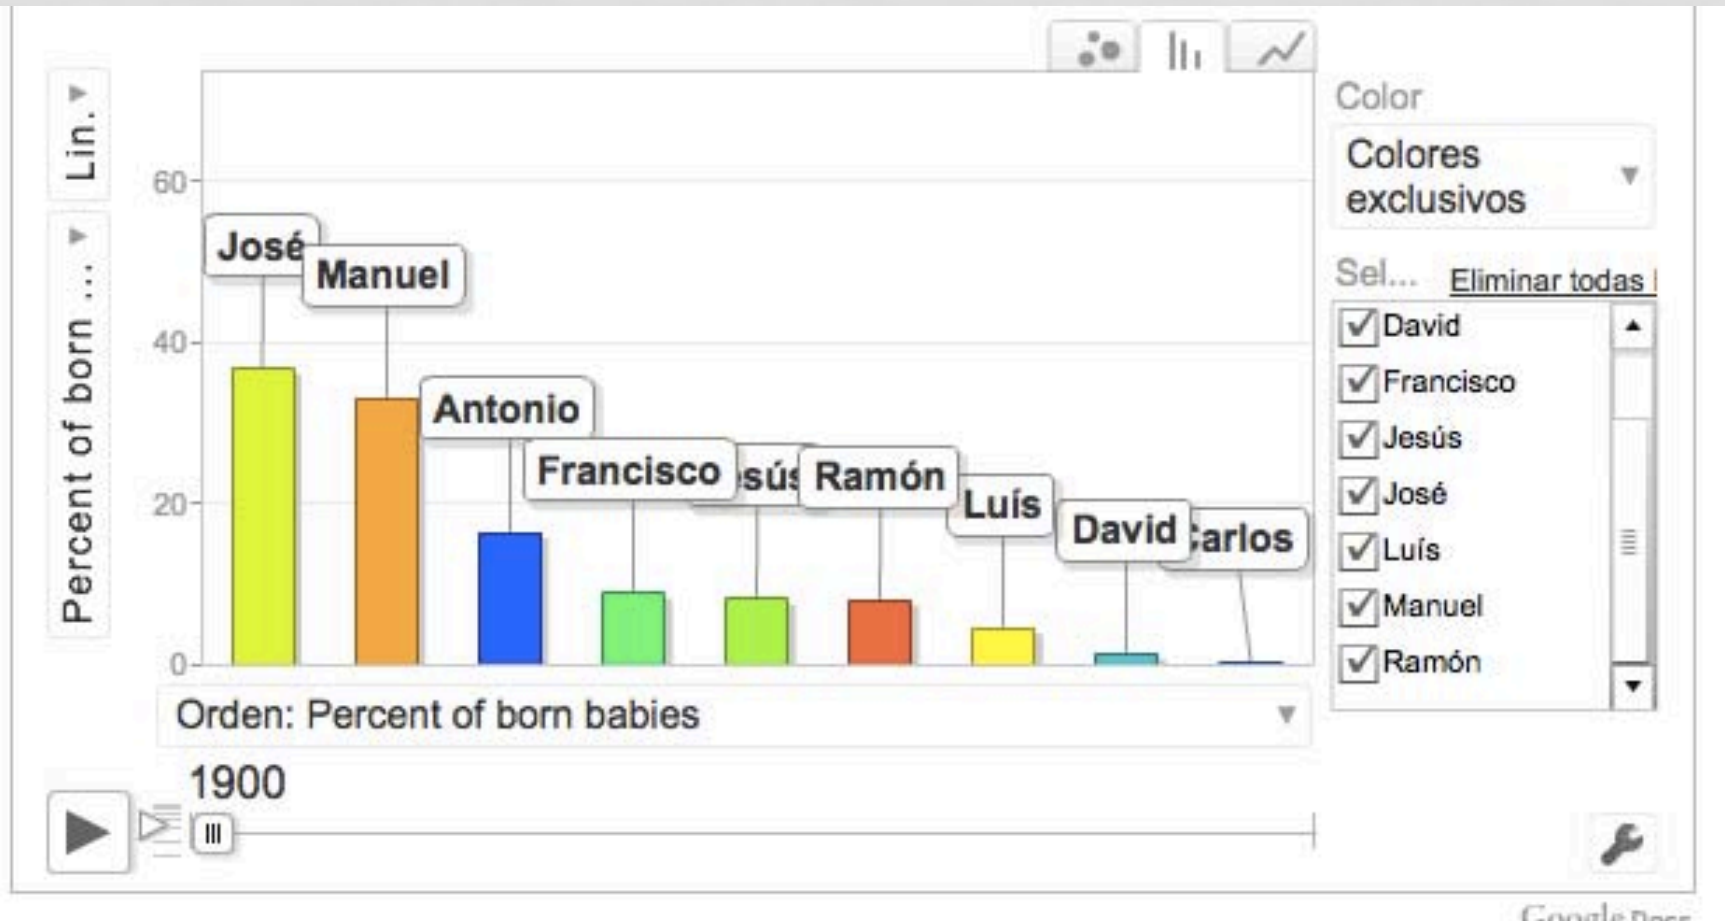 Lin.
Percent of born ...
60
40
20
0
José
Manuel
Antonio
Francisco
Ramón
Luís
David
Orden: Percent of born babies
1900
Color
Colores
exclusivos
Sel...
Eliminar todas
David
Francisco
Jesús
José
Luís
Manuel
Ramón
Google